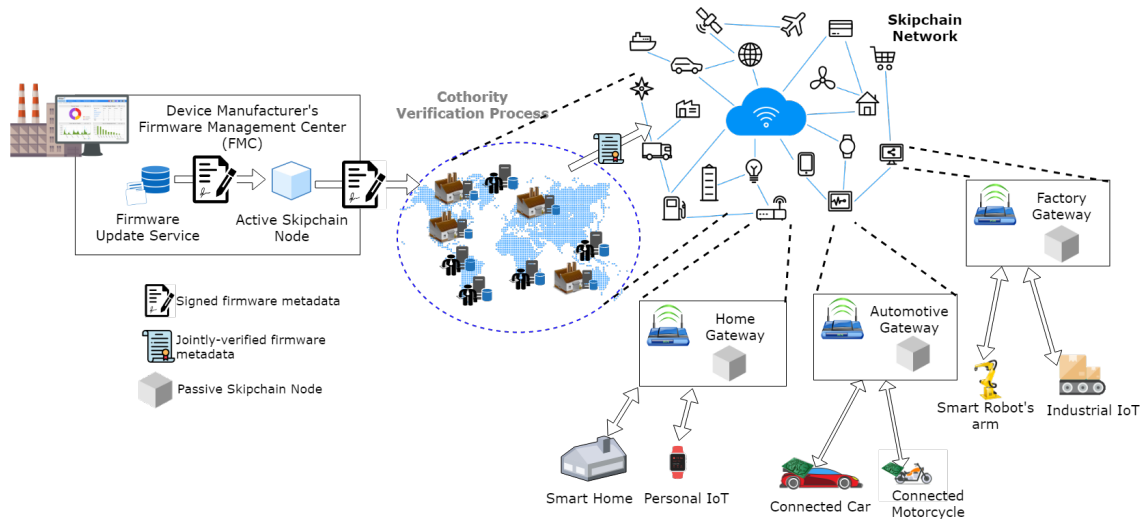 Skipchain
Network
Cothority
Verification Process
Device Manufacturer's
Firmware Management Center
(FMC)
Firmware
Update Service
Active Skipchain
Node
Factory
Gateway
Signed firmware metadata
Jointly-verified firmware
metadata
Passive Skipchain Node
Home
Gateway
Automotive
Gateway
Smart Robot's
arm
Industrial IoT
Smart Home
Personal IoT
Connected Car
Connected
Motorcycle